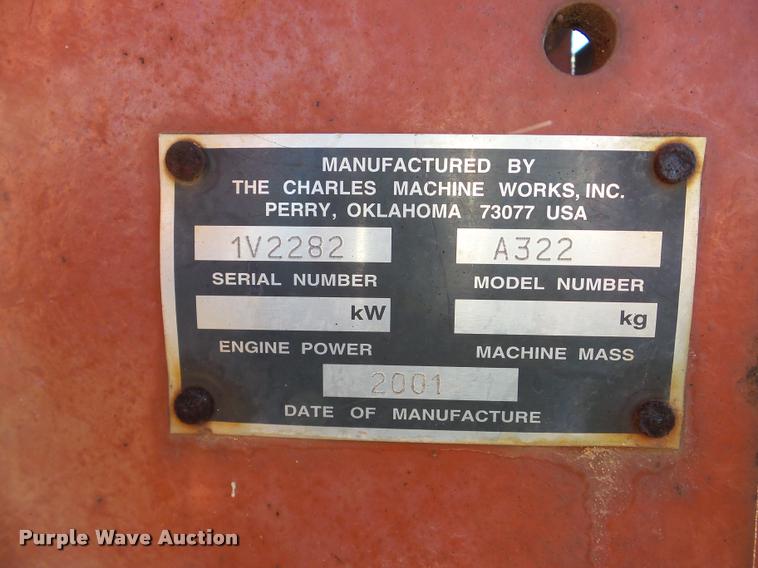 MANUFACTURED BY
THE CHARLES MACHINE WORKS, INC.
PERRY, OKLAHOMA 73077 USA
1V2282 A322
SERIAL NUMBER MODEL NUMBER
kW kg
ENGINE POWER MACHINE MASS
2001
DATE OF MANUFACTURE
Purple Wave Auction